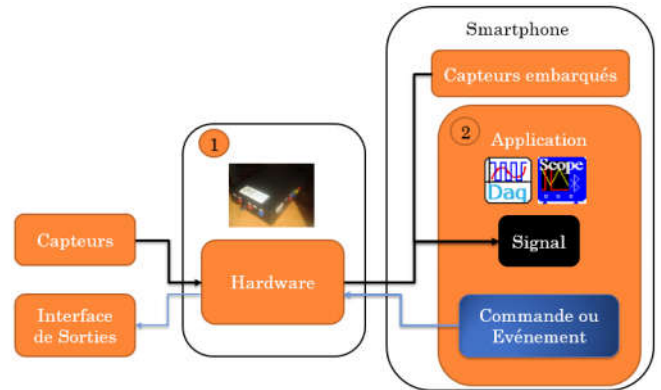 Smartphone
Capteurs embarqués
1
2
Application
Daq
Scope
Capteurs
Hardware
Signal
Interface
de Sorties
Commande ou
Evénement